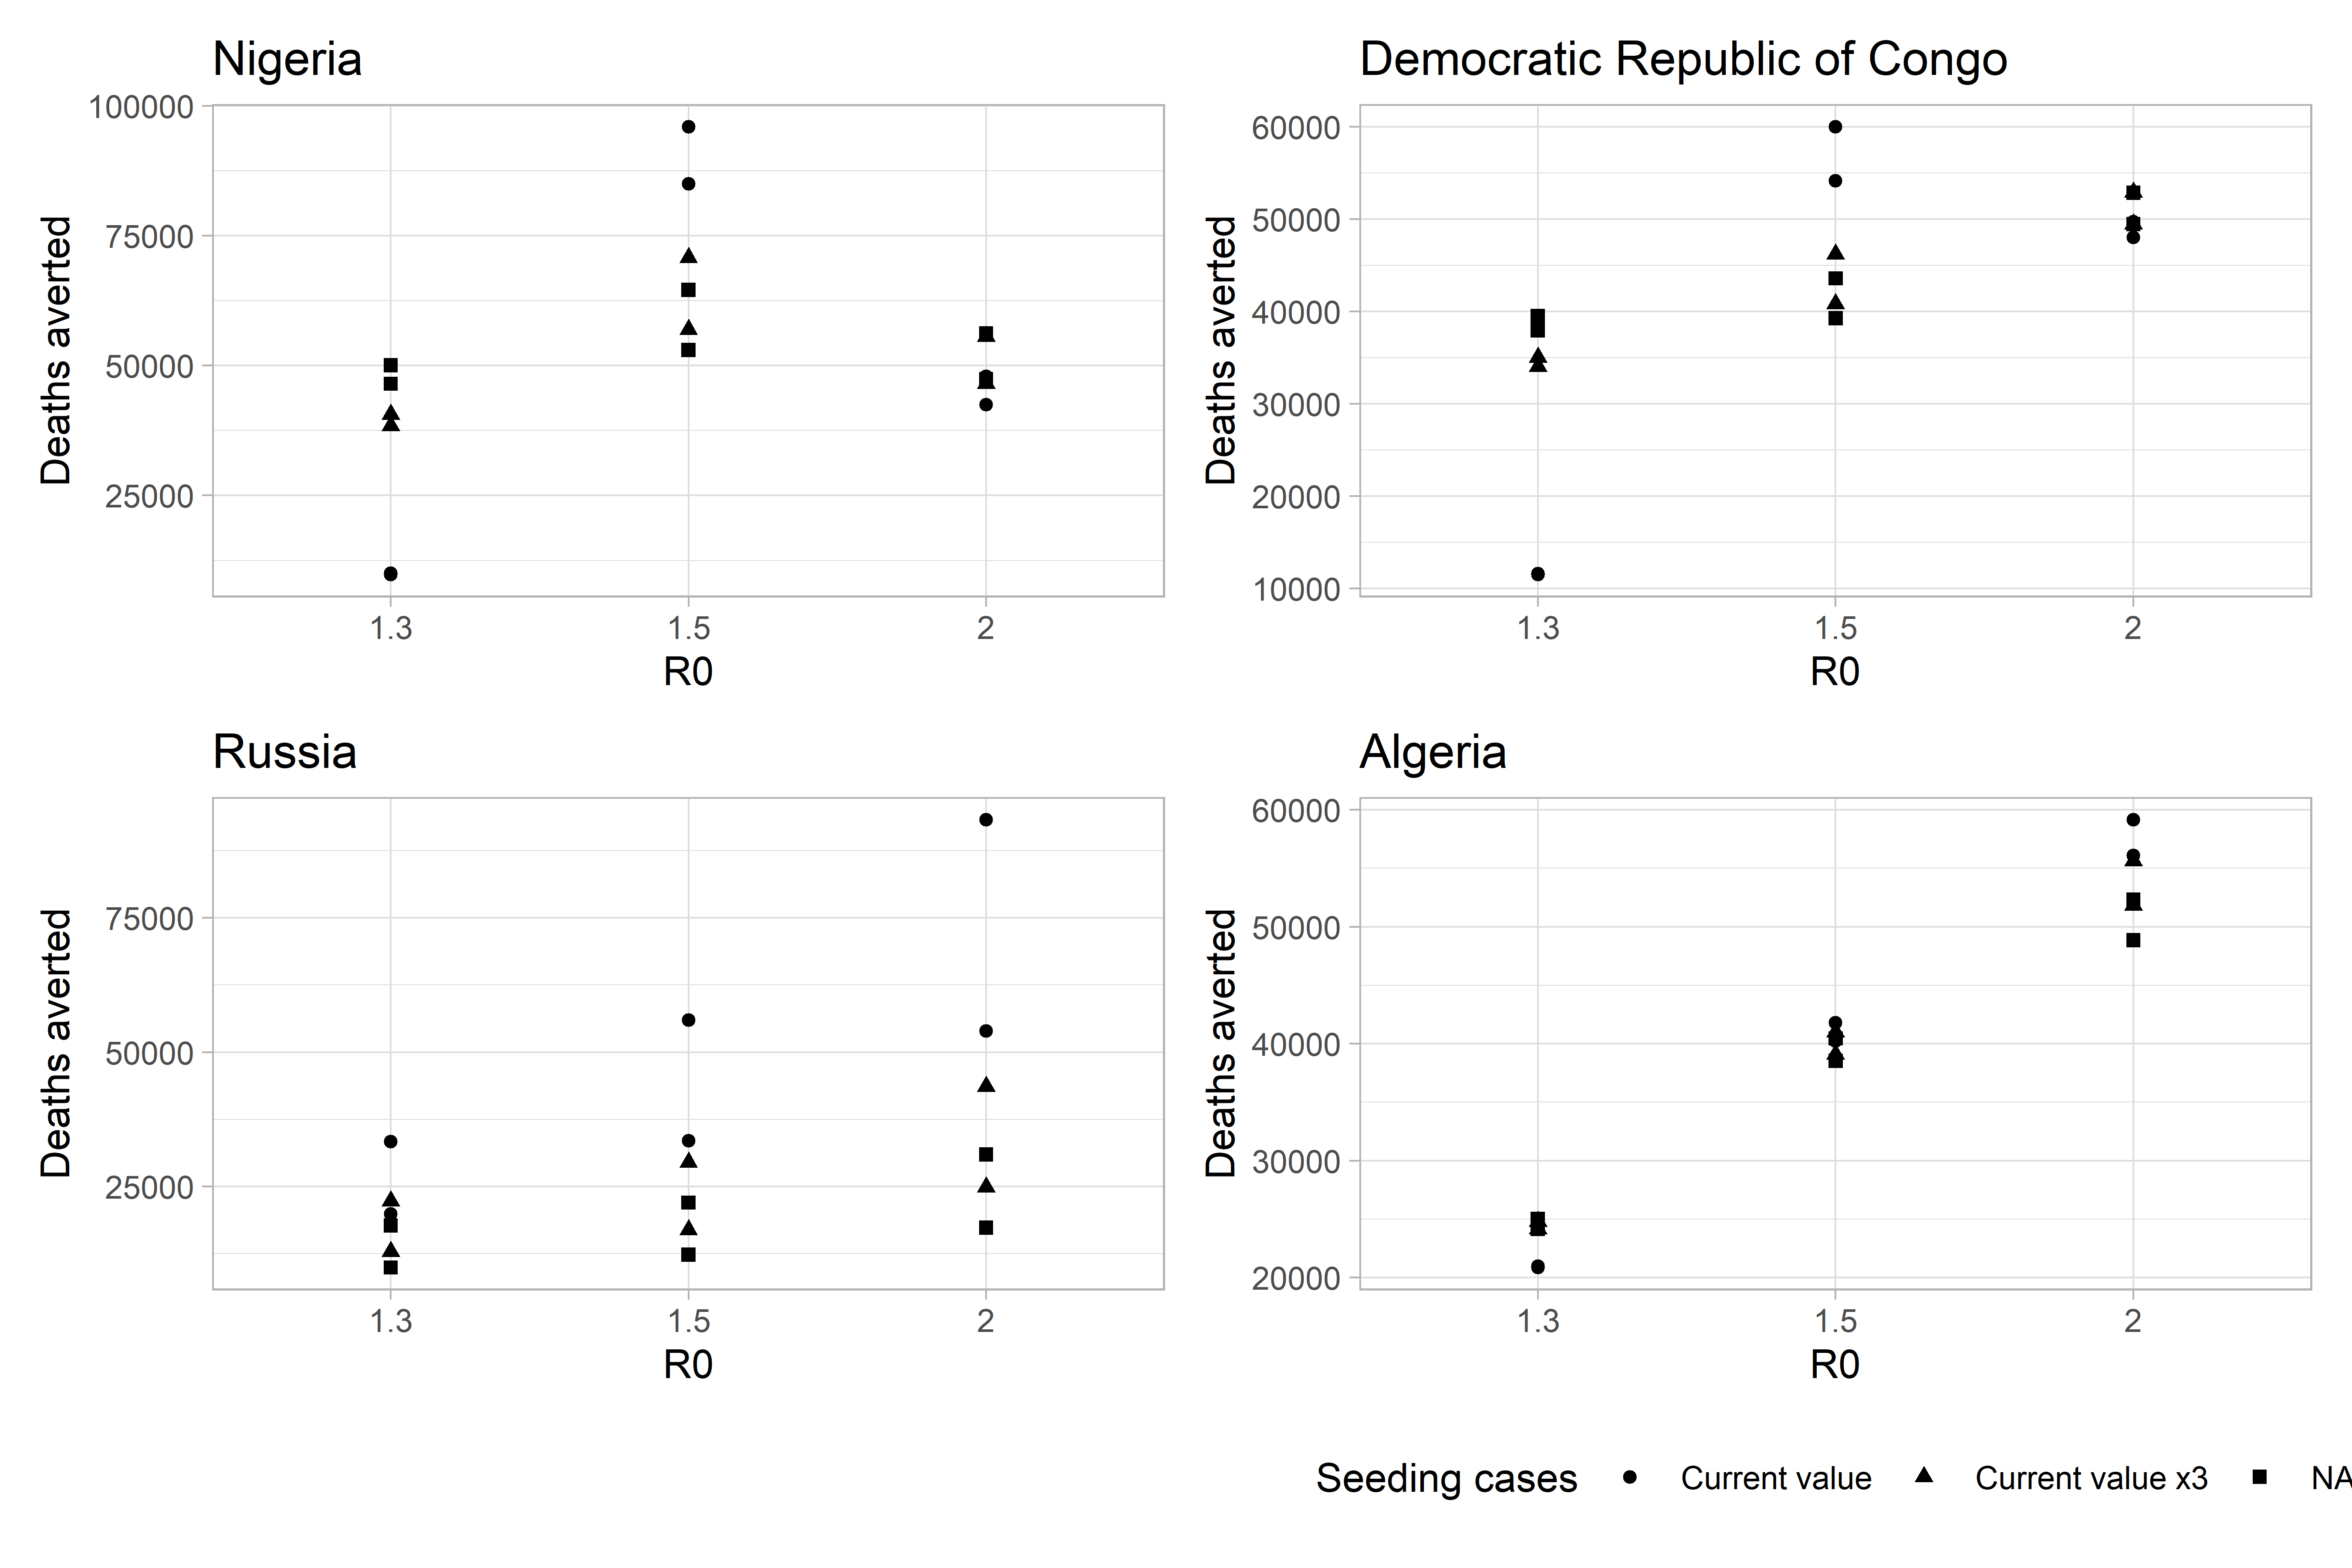 Nigeria
Deaths averted
100000
75000
50000
25000
1.3 1.5 2
R0
Democratic Republic of Congo
Deaths averted
60000
50000
40000
30000
20000
10000
1.3 1.5 2
R0
Russia
Deaths averted
75000
50000
25000
1.3 1.5 2
R0
Algeria
Deaths averted
60000
50000
40000
30000
20000
1.3 1.5 2
R0
Seeding cases Current value Current value x3 NA